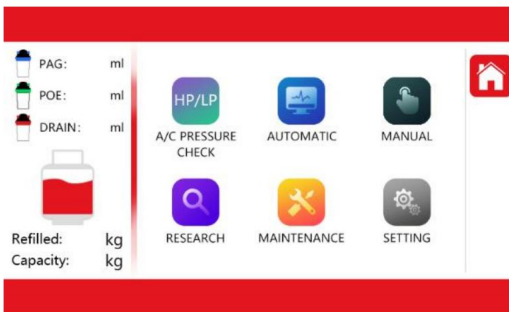 PAG: ml
POE: ml
DRAIN: ml
Refilled: kg
Capacity: kg
HP/LP
A/C PRESSURE
CHECK
AUTOMATIC
MANUAL
RESEARCH
MAINTENANCE
SETTING